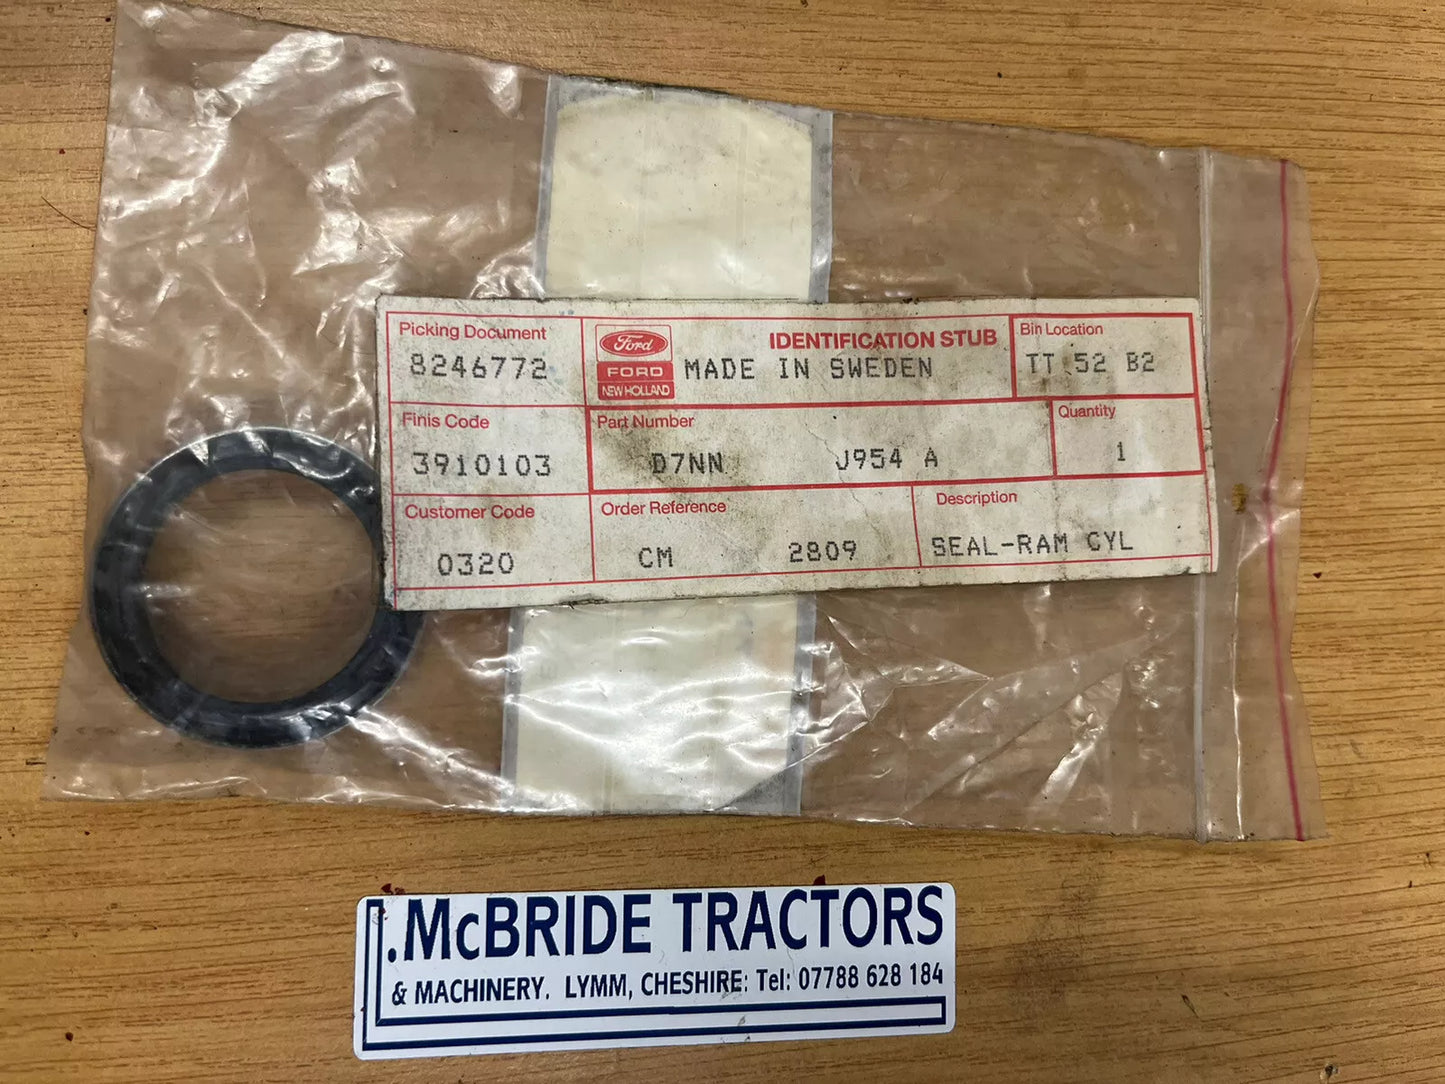 Picking Document
8246772
Ford
FORD
NEW HOLLAND
IDENTIFICATION STUB
MADE IN SWEDEN
Bin Location
TT 52 B2
Finis Code
3910103
Part Number
D7NN J954 A
Quantity
1
Customer Code
0320
Order Reference
CM 2809
Description
SEAL-RAM CYL
J.McBRIDE TRACTORS
& MACHINERY. LYMM, CHESHIRE: Tel: 07788 628 184